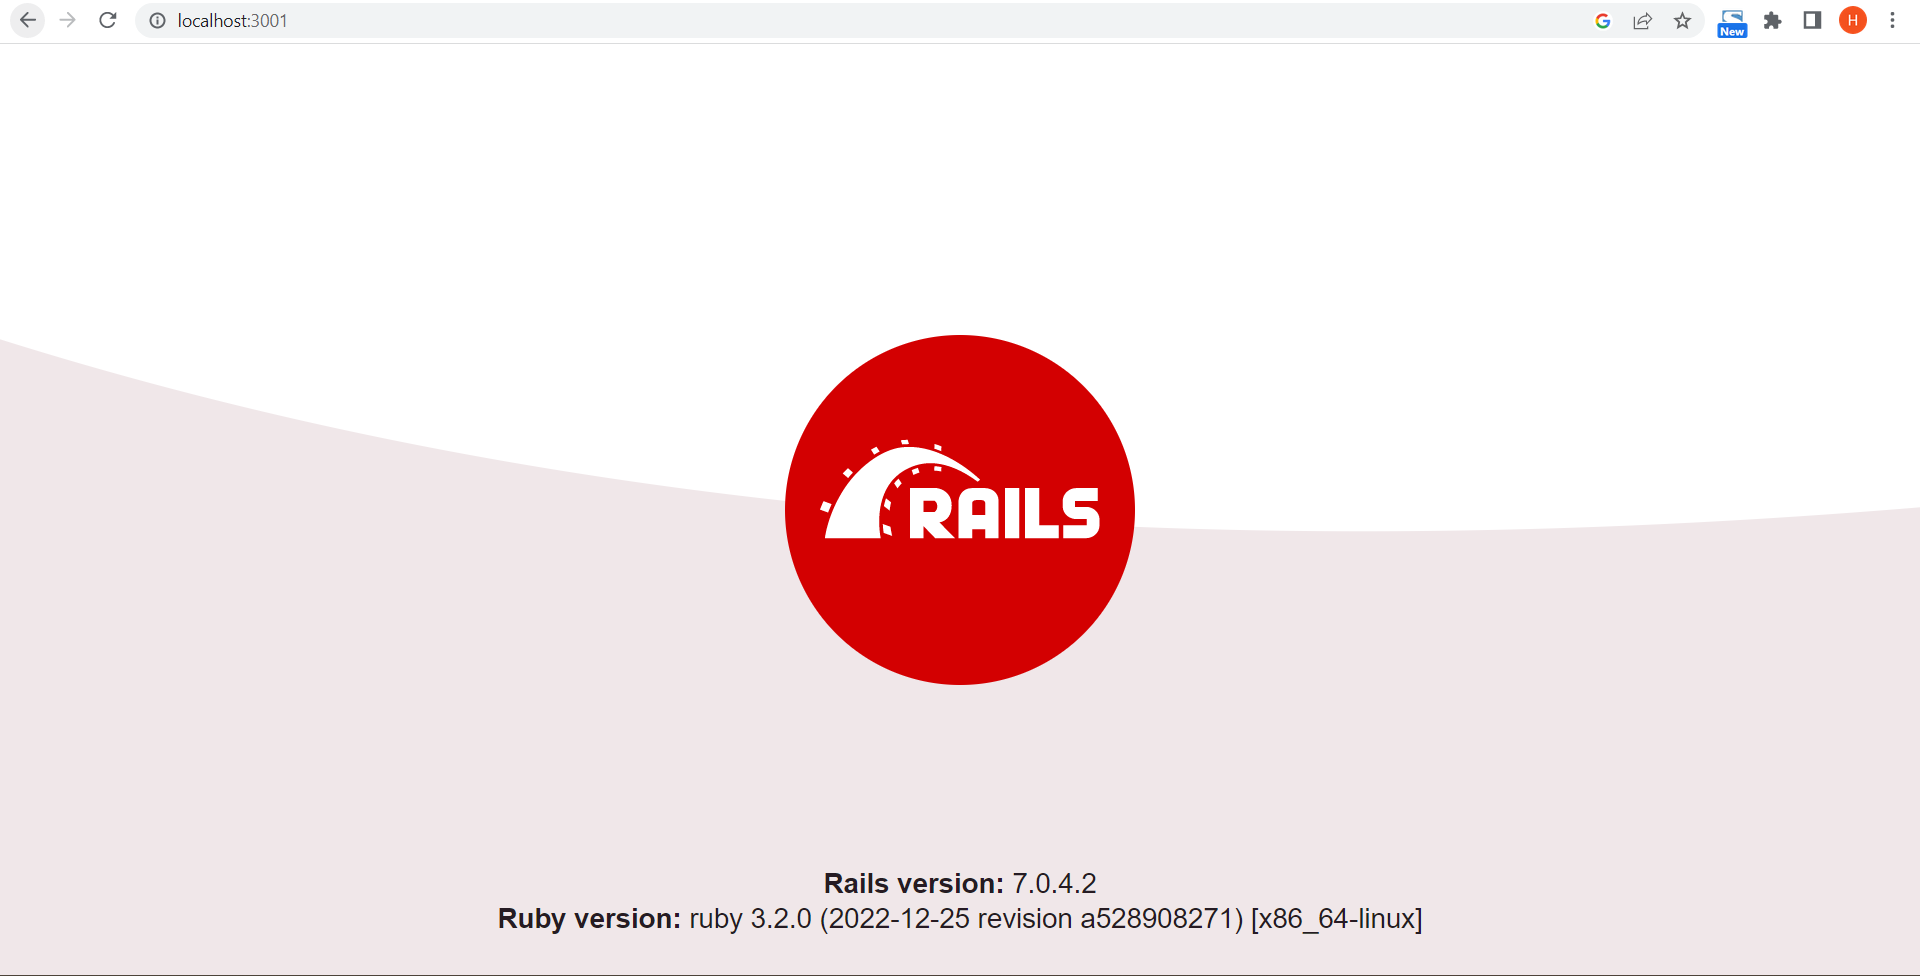 localhost:3001
New
H
RAILS
Rails version: 7.0.4.2
Ruby version: ruby 3.2.0 (2022-12-25 revision a528908271) [x86_64-linux]